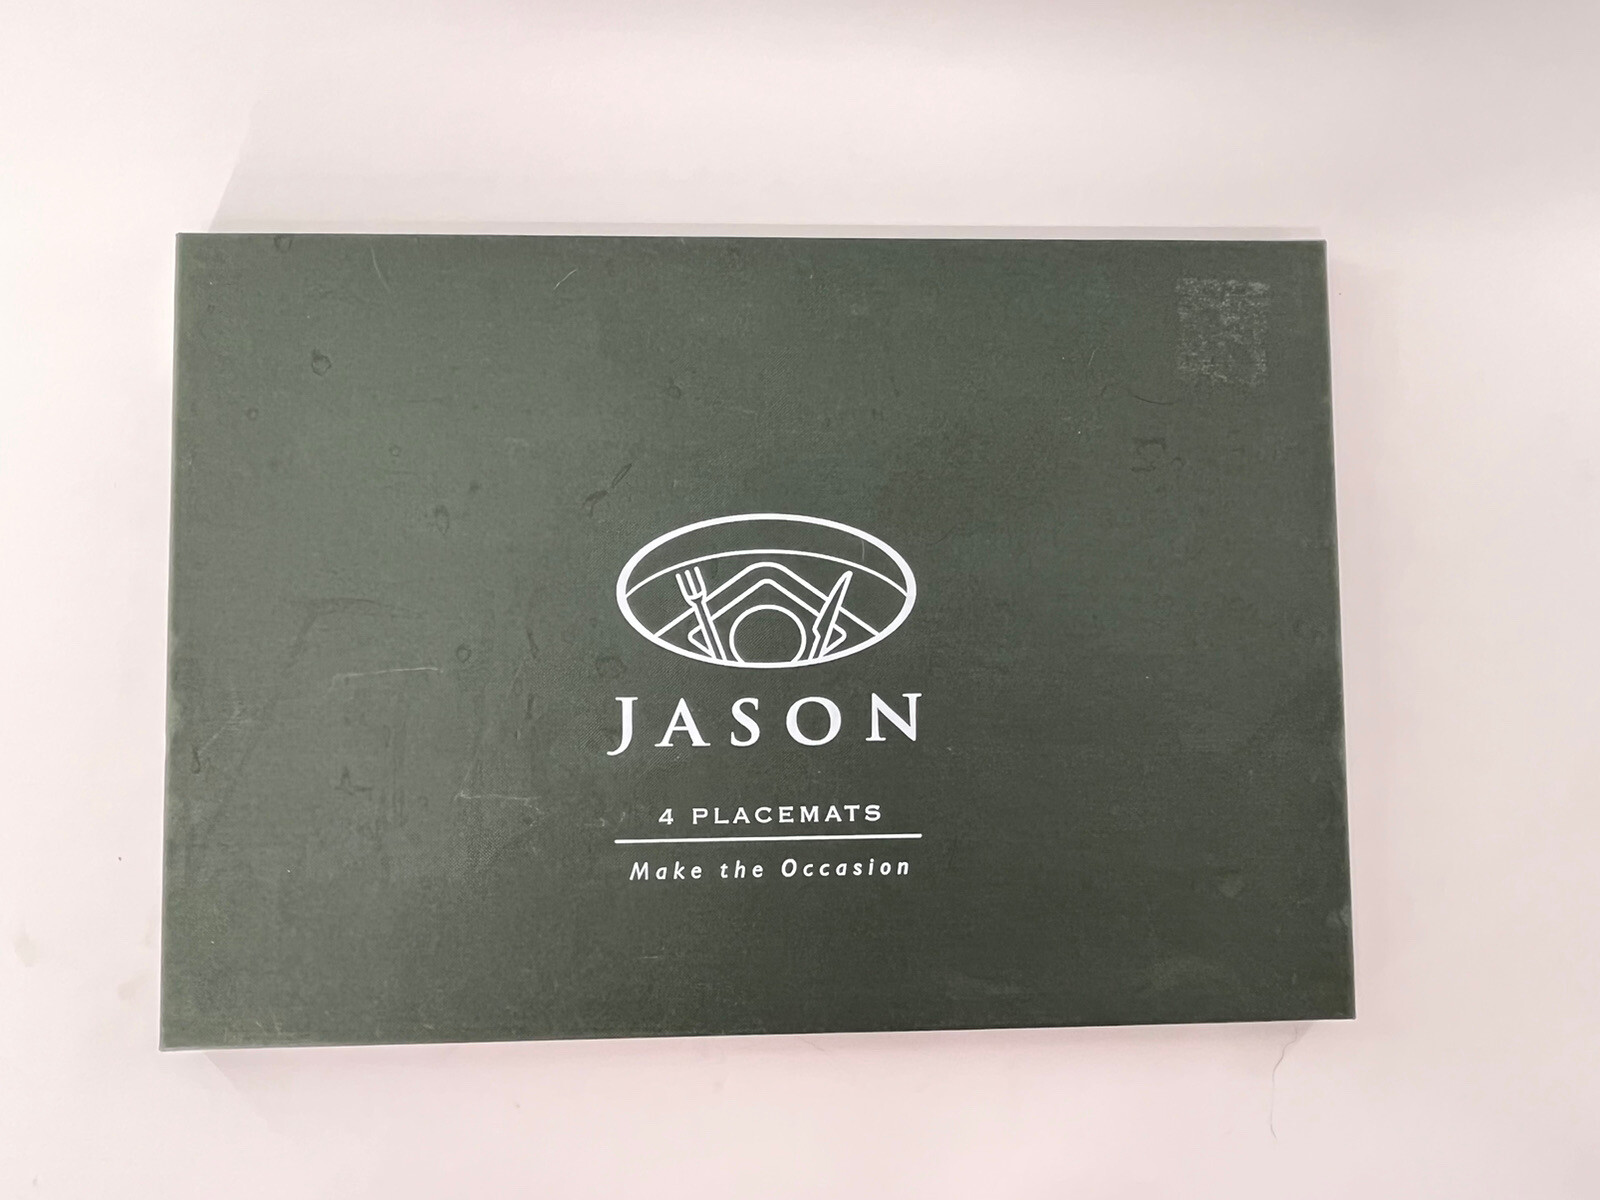 JASON
4 PLACEMATS
Make the Occasion